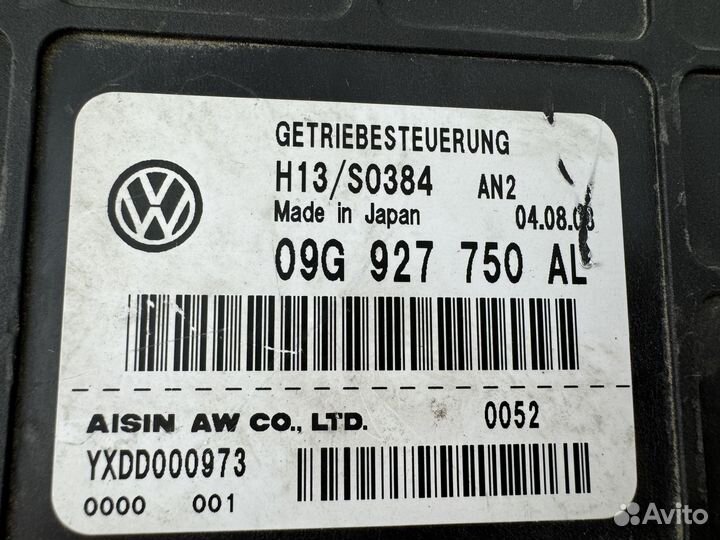 GETRIEBESTEUERUNG
H13/S0384 AN2
Made in Japan
09G 927 750 AL
AISIN AW CO., LTD. 0052
YXDD000973
0000 001
Avito